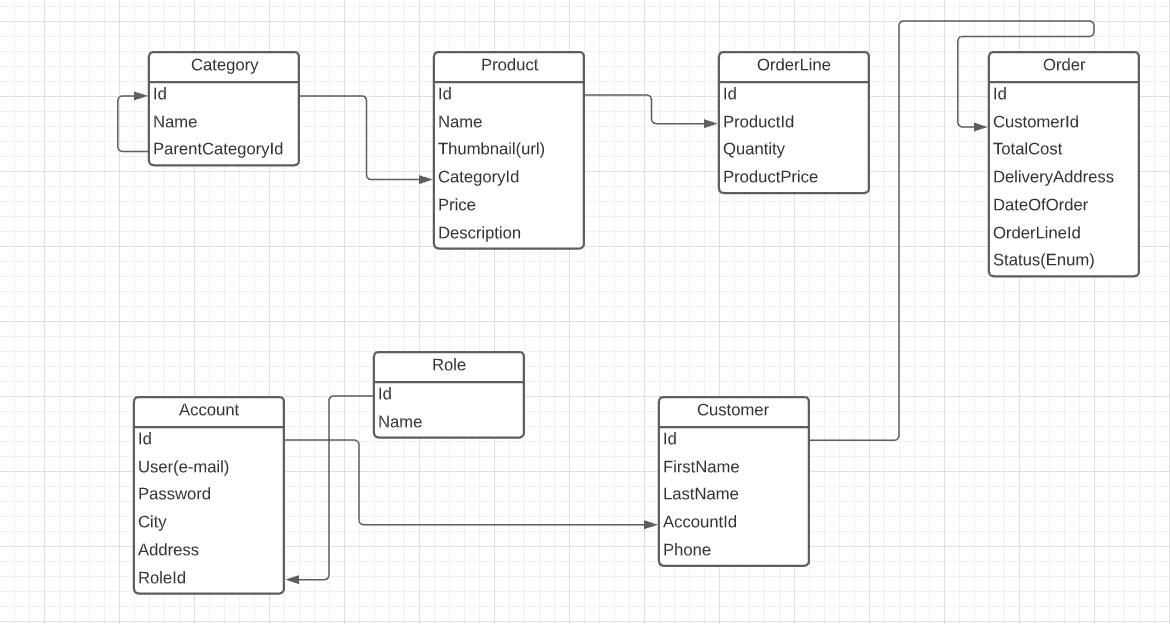 Category
Id
Name
ParentCategoryId
Product
Id
Name
Thumbnail(url)
CategoryId
Price
Description
OrderLine
Id
ProductId
Quantity
ProductPrice
Order
Id
CustomerId
TotalCost
DeliveryAddress
DateOfOrder
OrderLineId
Status(Enum)
Account
Id
User(e-mail)
Password
City
Address
RoleId
Role
Id
Name
Customer
Id
FirstName
LastName
AccountId
Phone